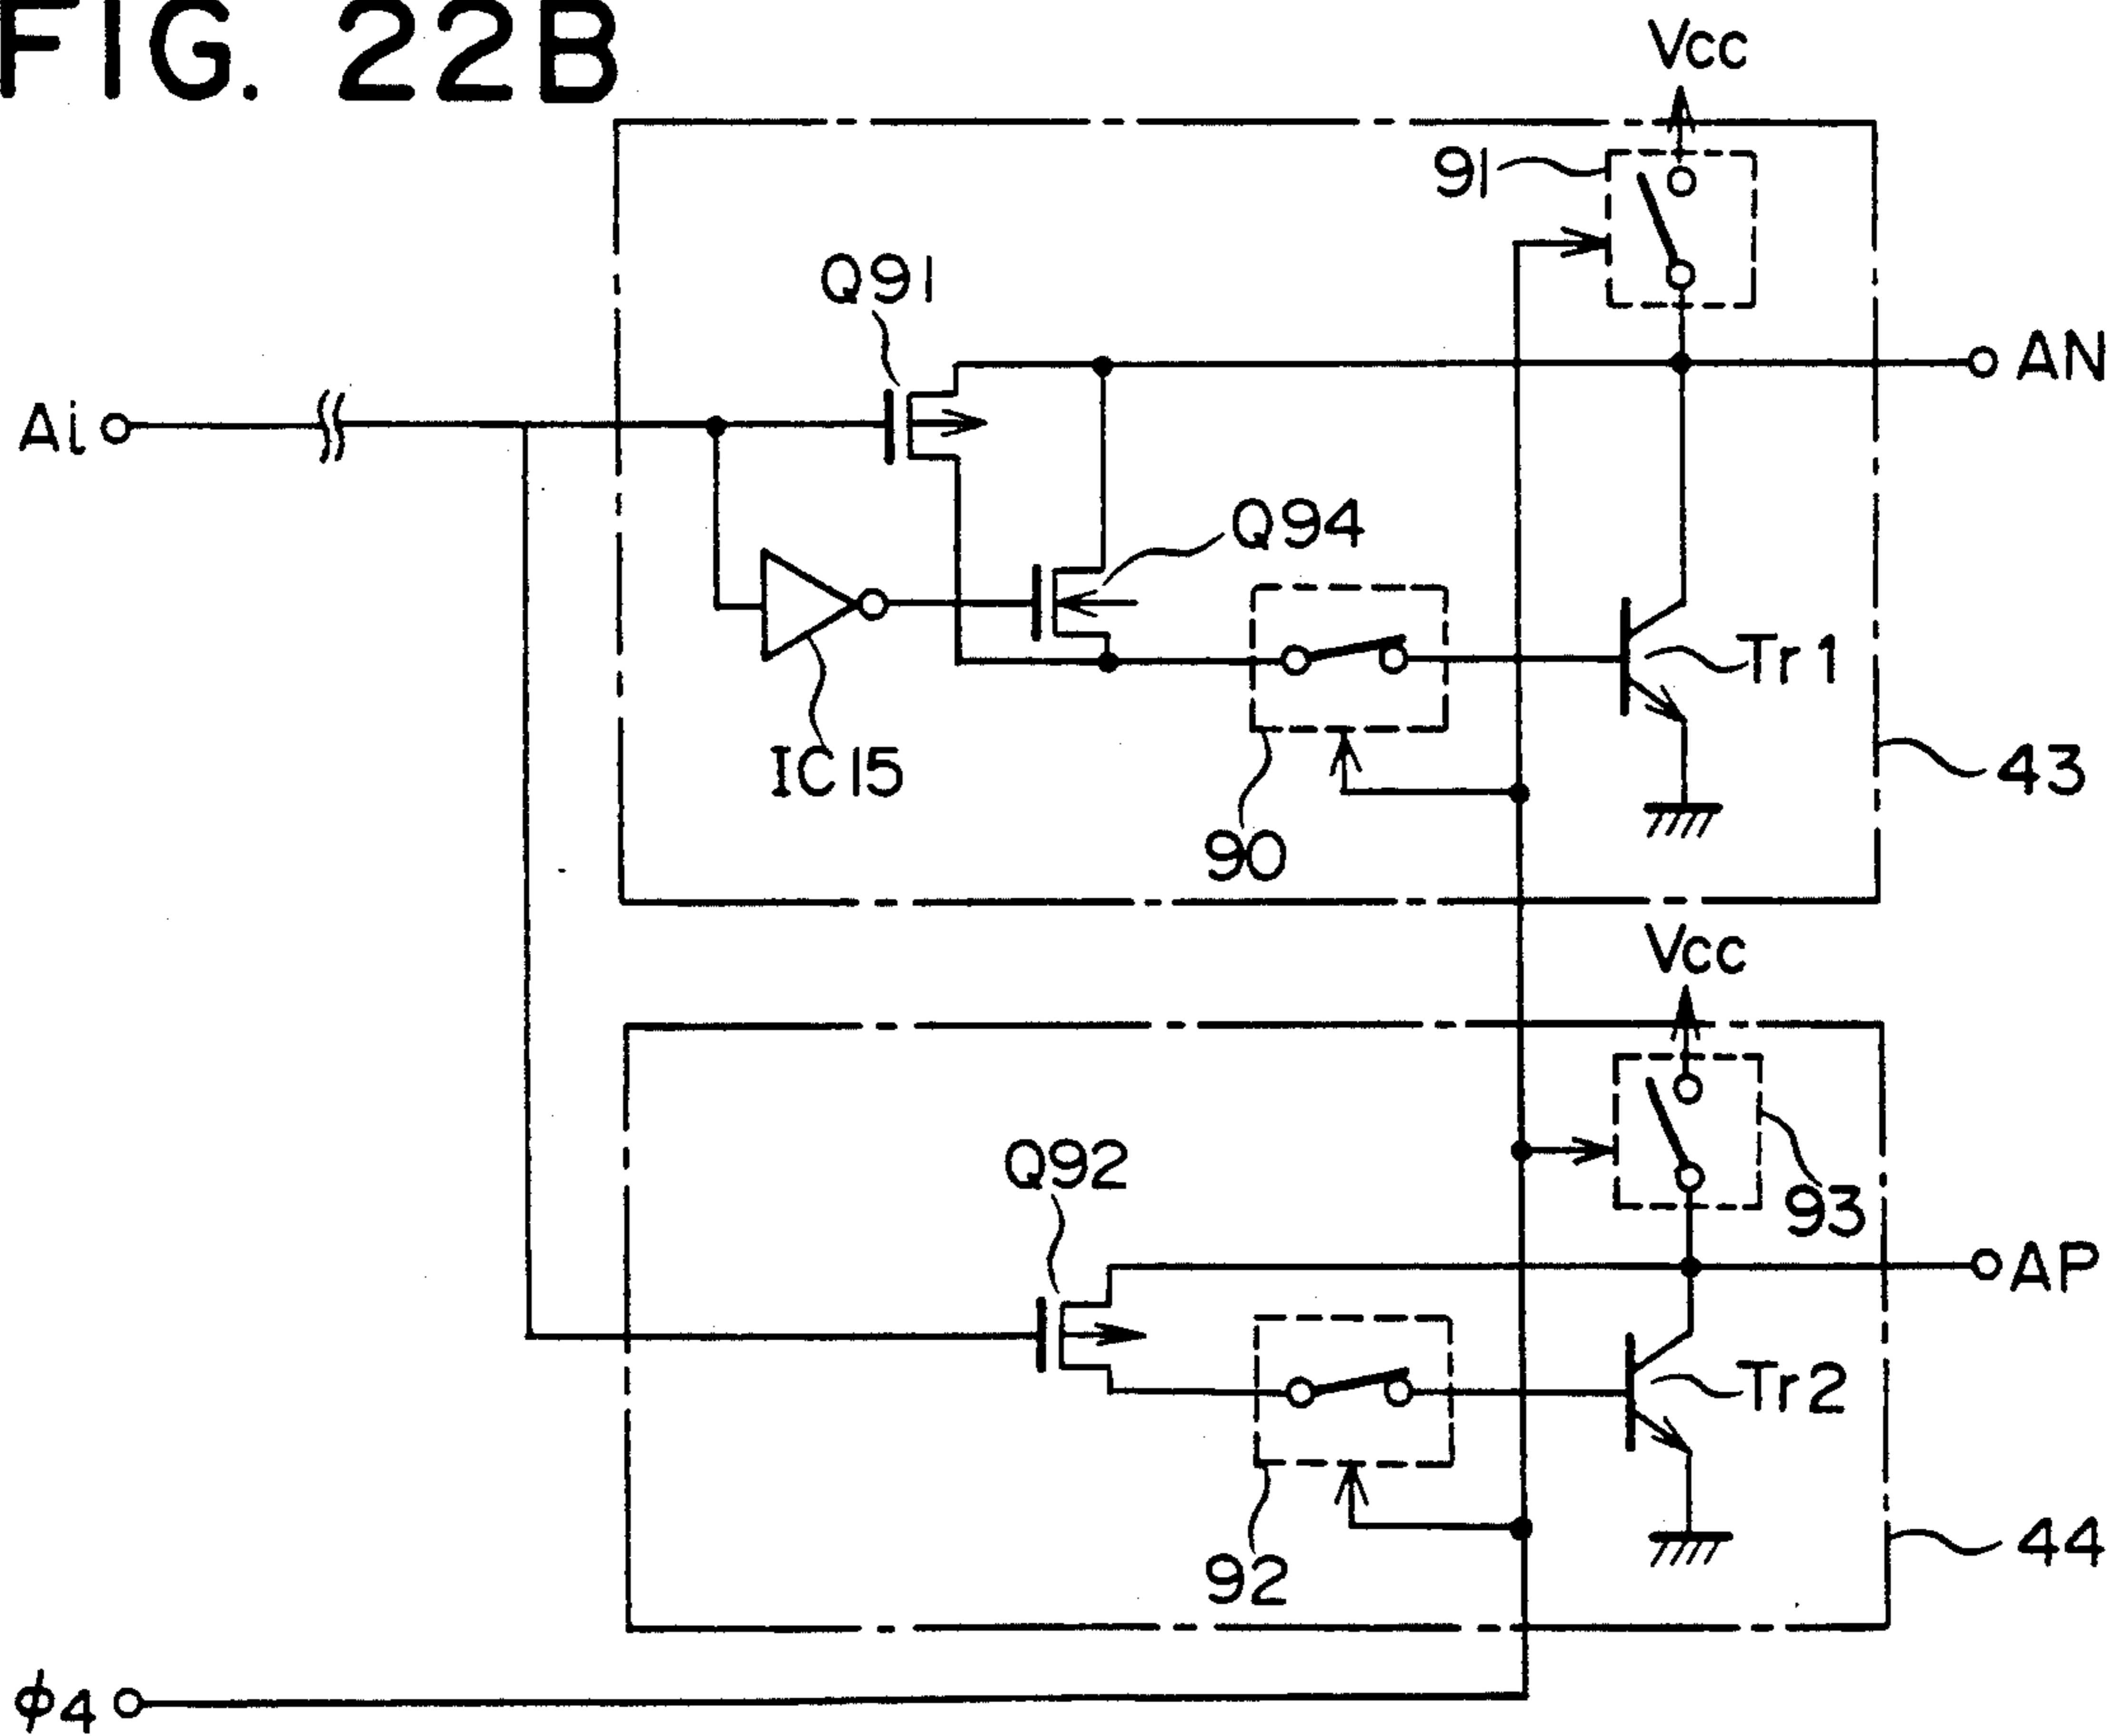 FIG. 22B
Vcc
91
Q91
AN
Ai
Q94
Tr1
IC15
43
90
Vcc
Q92
93
AP
Tr2
92
44
ϕ4